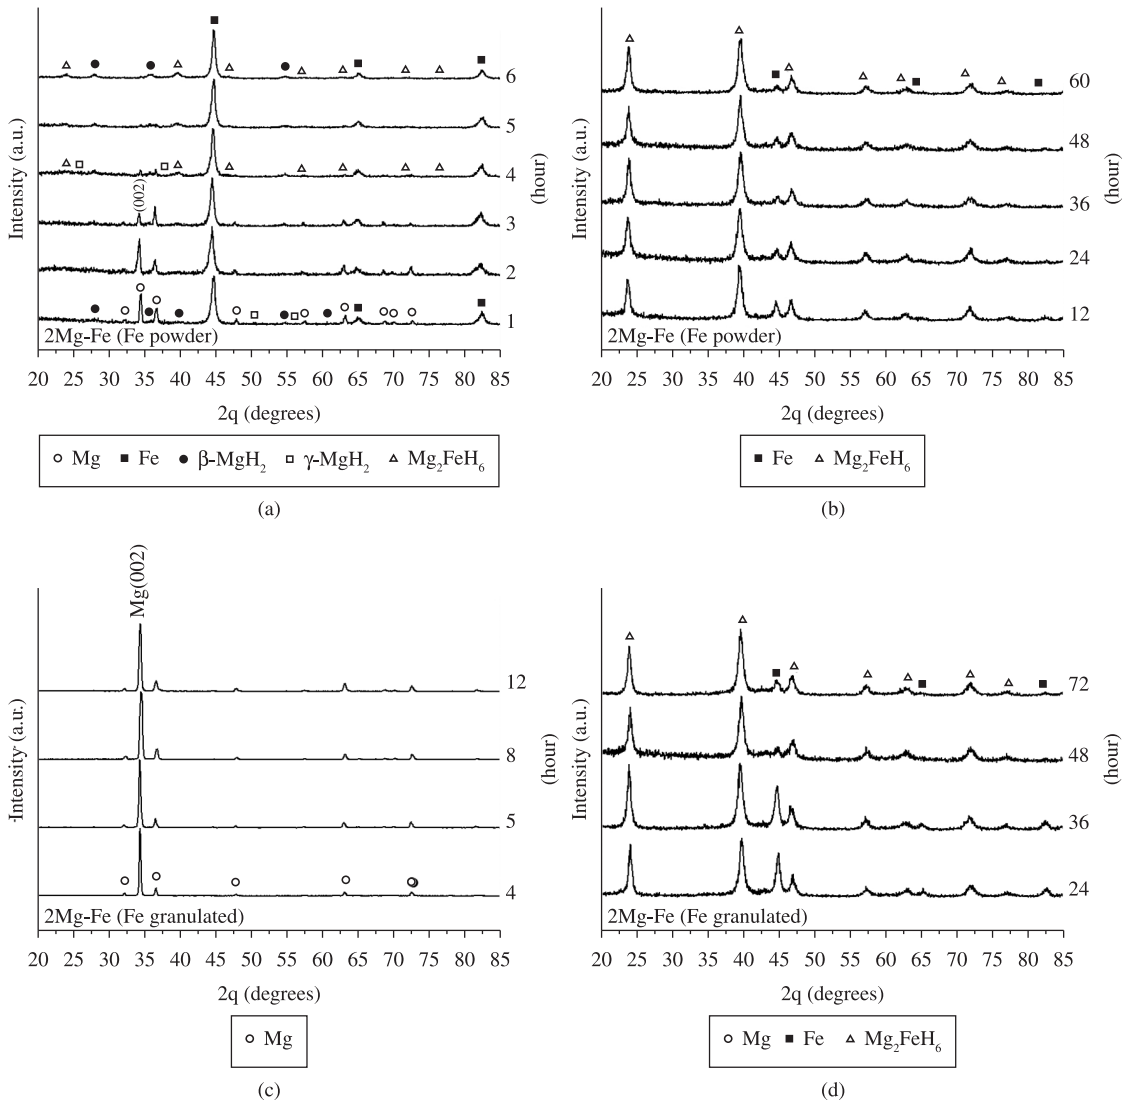 Intensity (a.u.)
(002)
6
5
4
3
2
1
(hour)
2Mg-Fe (Fe powder)
20 25 30 35 40 45 50 55 60 65 70 75 80 85
2q (degrees)
Mg Fe β-MgH2 γ-MgH2 Mg2FeH6
(a)
Intensity (a.u.)
60
48
36
24
12
(hour)
2Mg-Fe (Fe powder)
20 25 30 35 40 45 50 55 60 65 70 75 80 85
2q (degrees)
Fe Mg2FeH6
(b)
Intensity (a.u.)
Mg(002)
12
8
5
4
(hour)
2Mg-Fe (Fe granulated)
20 25 30 35 40 45 50 55 60 65 70 75 80 85
2q (degrees)
Mg
(c)
Intensity (a.u.)
72
48
36
24
(hour)
2Mg-Fe (Fe granulated)
20 25 30 35 40 45 50 55 60 65 70 75 80 85
2q (degrees)
Mg Fe Mg2FeH6
(d)